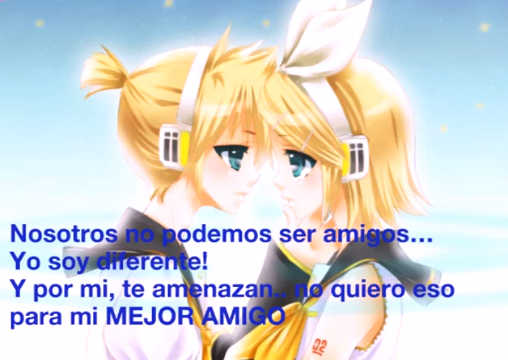 Nosotros no podemos ser amigos...
Yo soy diferente!
Y por mi, te amenazan.. no quiero eso
para mi MEJOR AMIGO
02